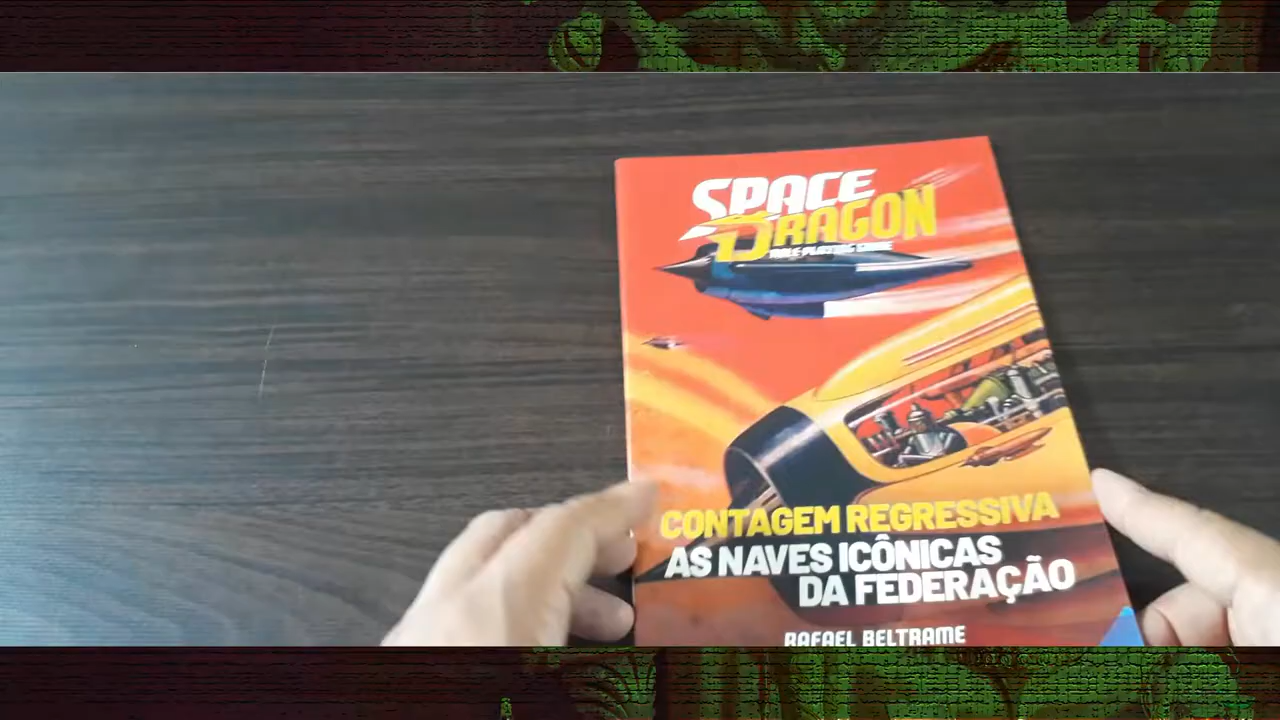 SPACE
DRAGON
ROLE PLAYING GAME
CONTAGEM REGRESSIVA
AS NAVES ICÔNICAS
DA FEDERAÇÃO
RAFAEL BELTRAME